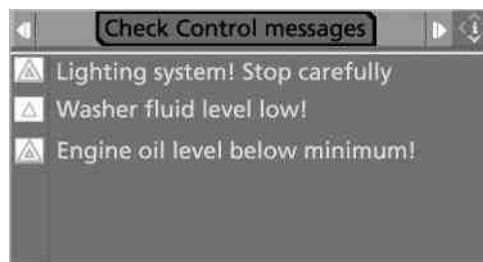 Check Control messages
Lighting system! Stop carefully
Washer fluid level low!
Engine oil level below minimum!